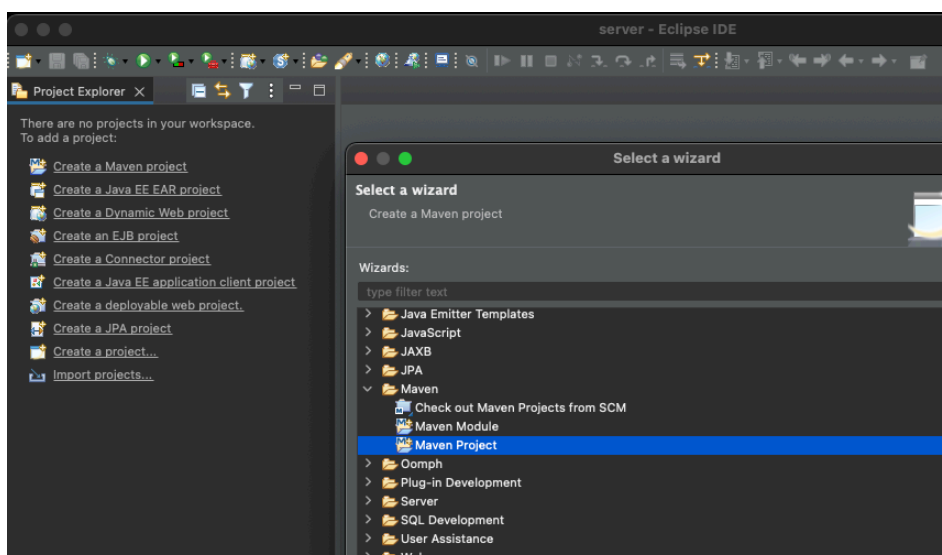 server - Eclipse IDE
Project Explorer
There are no projects in your workspace.
To add a project:
Create a Maven project
Create a Java EE EAR project
Create a Dynamic Web project
Create an EJB project
Create a Connector project
Create a Java EE application client project
Create a deployable web project.
Create a JPA project
Create a project...
Import projects...
Select a wizard
Select a wizard
Create a Maven project
Wizards:
type filter text
Java Emitter Templates
JavaScript
JAXB
JPA
Maven
Check out Maven Projects from SCM
Maven Module
Maven Project
Oomph
Plug-in Development
Server
SQL Development
User Assistance